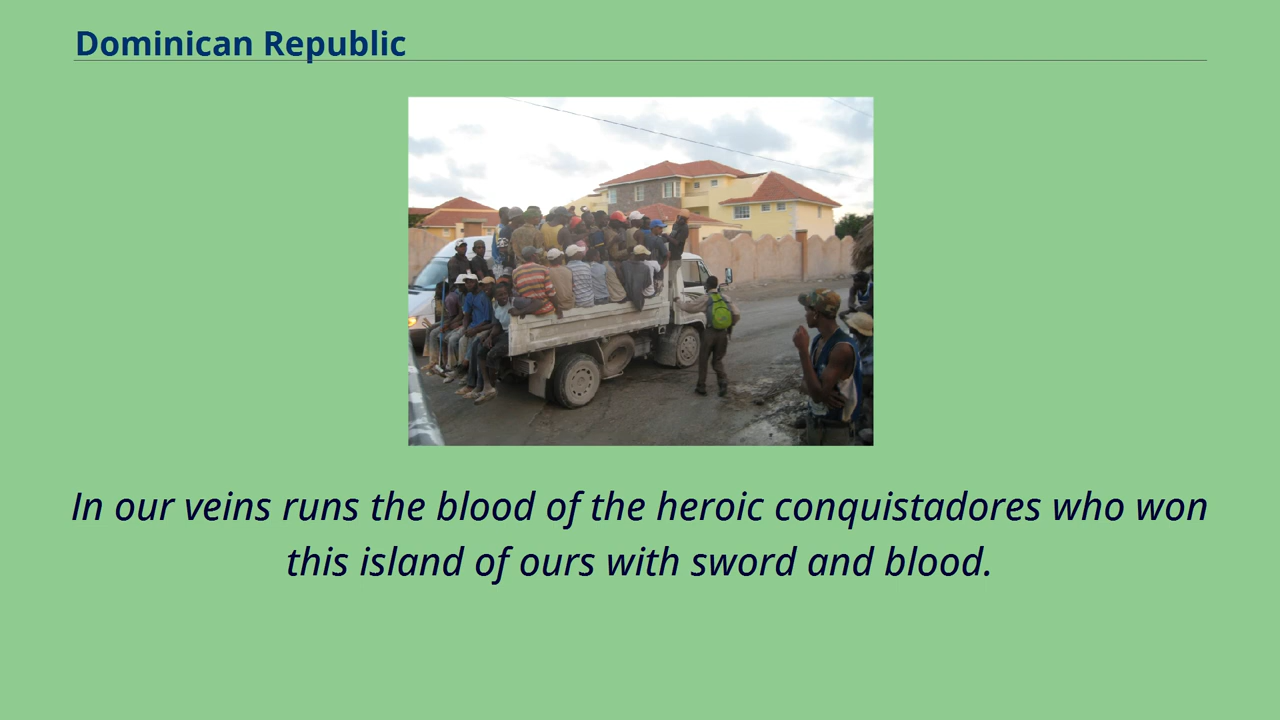 Dominican Republic
In our veins runs the blood of the heroic conquistadores who won
this island of ours with sword and blood.